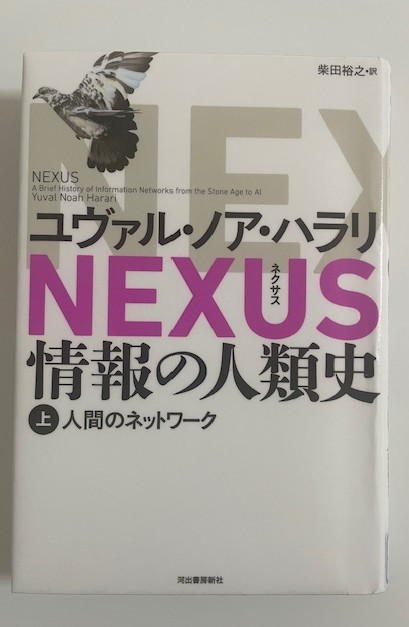 柴田裕之・訳
NEX
NEXUS
A Brief History of Information Networks from the Stone Age to AI
Yuval Noah Harari
ユヴァル・ノア・ハラリ
NEXUS
ネクサス
情報の人類史
上 人間のネットワーク
河出書房新社